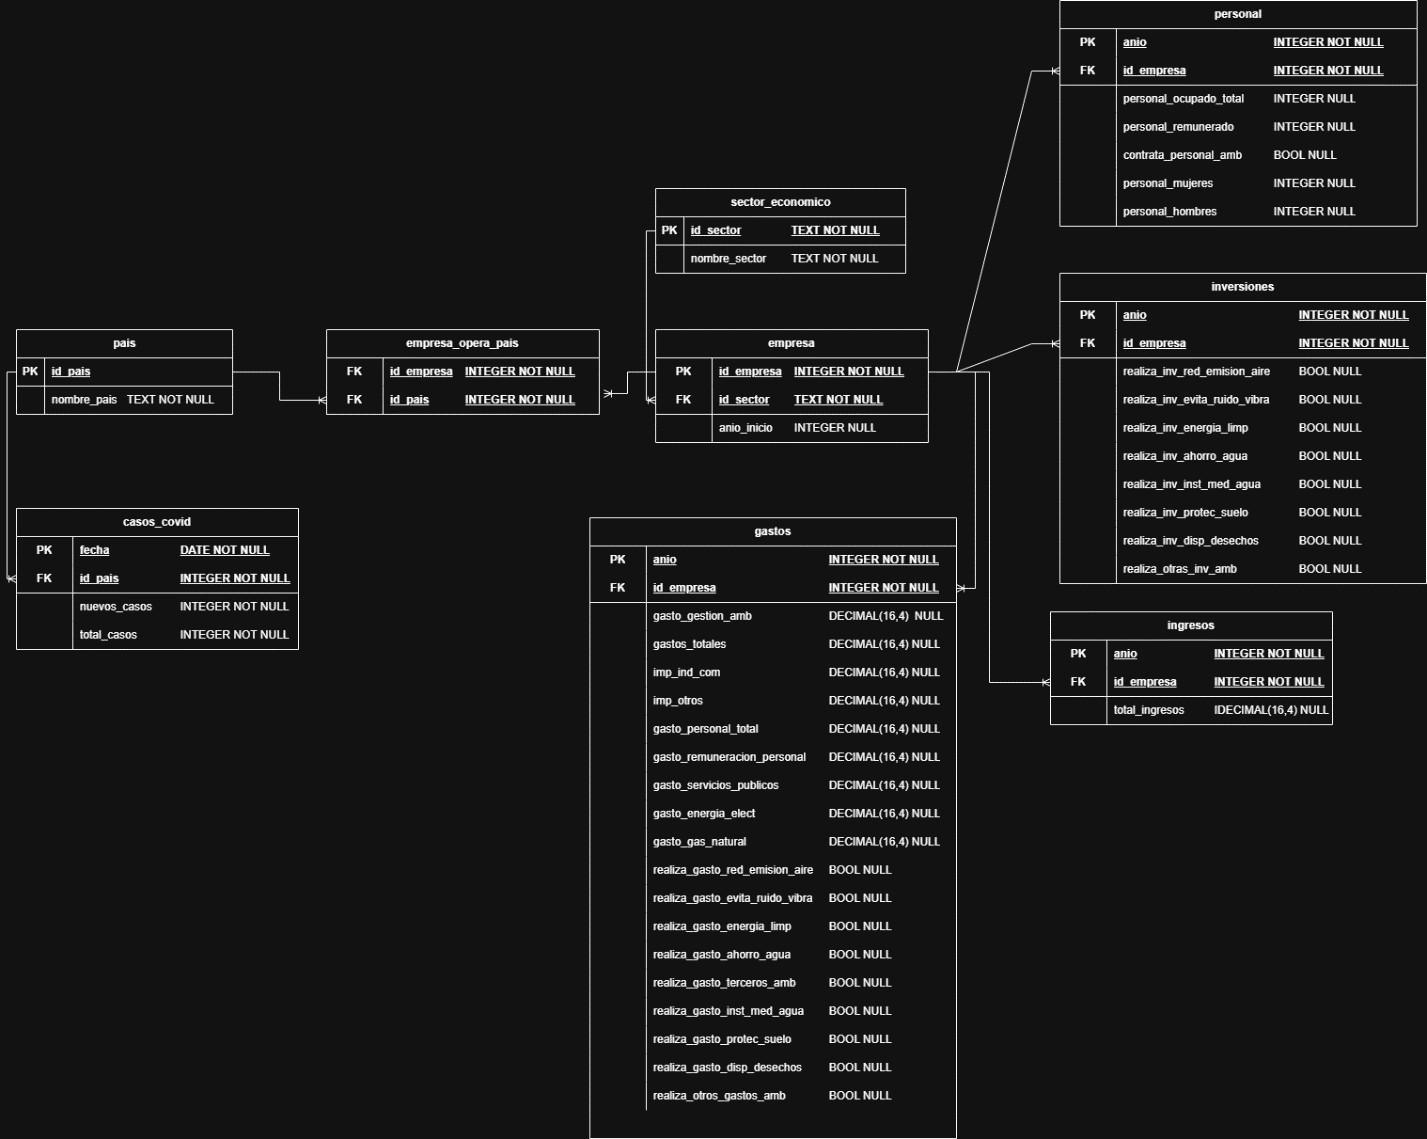 personal
PK anio INTEGER NOT NULL
FK id_empresa INTEGER NOT NULL
personal_ocupado_total INTEGER NULL
personal_remunerado INTEGER NULL
contrata_personal_amb BOOL NULL
personal_mujeres INTEGER NULL
personal_hombres INTEGER NULL
sector_economico
PK id_sector TEXT NOT NULL
nombre_sector TEXT NOT NULL
inversiones
PK anio INTEGER NOT NULL
FK id_empresa INTEGER NOT NULL
realiza_inv_red_emision_aire BOOL NULL
realiza_inv_evita_ruido_vibra BOOL NULL
realiza_inv_energia_limp BOOL NULL
realiza_inv_ahorro_agua BOOL NULL
realiza_inv_inst_med_agua BOOL NULL
realiza_inv_protec_suelo BOOL NULL
realiza_inv_disp_desechos BOOL NULL
realiza_otras_inv_amb BOOL NULL
pais
PK id_pais
nombre_pais TEXT NOT NULL
empresa_opera_pais
FK id_empresa INTEGER NOT NULL
FK id_pais INTEGER NOT NULL
empresa
PK id_empresa INTEGER NOT NULL
FK id_sector TEXT NOT NULL
anio_inicio INTEGER NULL
casos_covid
PK fecha DATE NOT NULL
FK id_pais INTEGER NOT NULL
nuevos_casos INTEGER NOT NULL
total_casos INTEGER NOT NULL
gastos
PK anio INTEGER NOT NULL
FK id_empresa INTEGER NOT NULL
gasto_gestion_amb DECIMAL(16,4) NULL
gastos_totales DECIMAL(16,4) NULL
imp_ind_com DECIMAL(16,4) NULL
imp_otros DECIMAL(16,4) NULL
gasto_personal_total DECIMAL(16,4) NULL
gasto_remuneracion_personal DECIMAL(16,4) NULL
gasto_servicios_publicos DECIMAL(16,4) NULL
gasto_energia_elect DECIMAL(16,4) NULL
gasto_gas_natural DECIMAL(16,4) NULL
realiza_gasto_red_emision_aire BOOL NULL
realiza_gasto_evita_ruido_vibra BOOL NULL
realiza_gasto_energia_limp BOOL NULL
realiza_gasto_ahorro_agua BOOL NULL
realiza_gasto_terceros_amb BOOL NULL
realiza_gasto_inst_med_agua BOOL NULL
realiza_gasto_protec_suelo BOOL NULL
realiza_gasto_disp_desechos BOOL NULL
realiza_otros_gastos_amb BOOL NULL
ingresos
PK anio INTEGER NOT NULL
FK id_empresa INTEGER NOT NULL
total_ingresos IDECIMAL(16,4) NULL